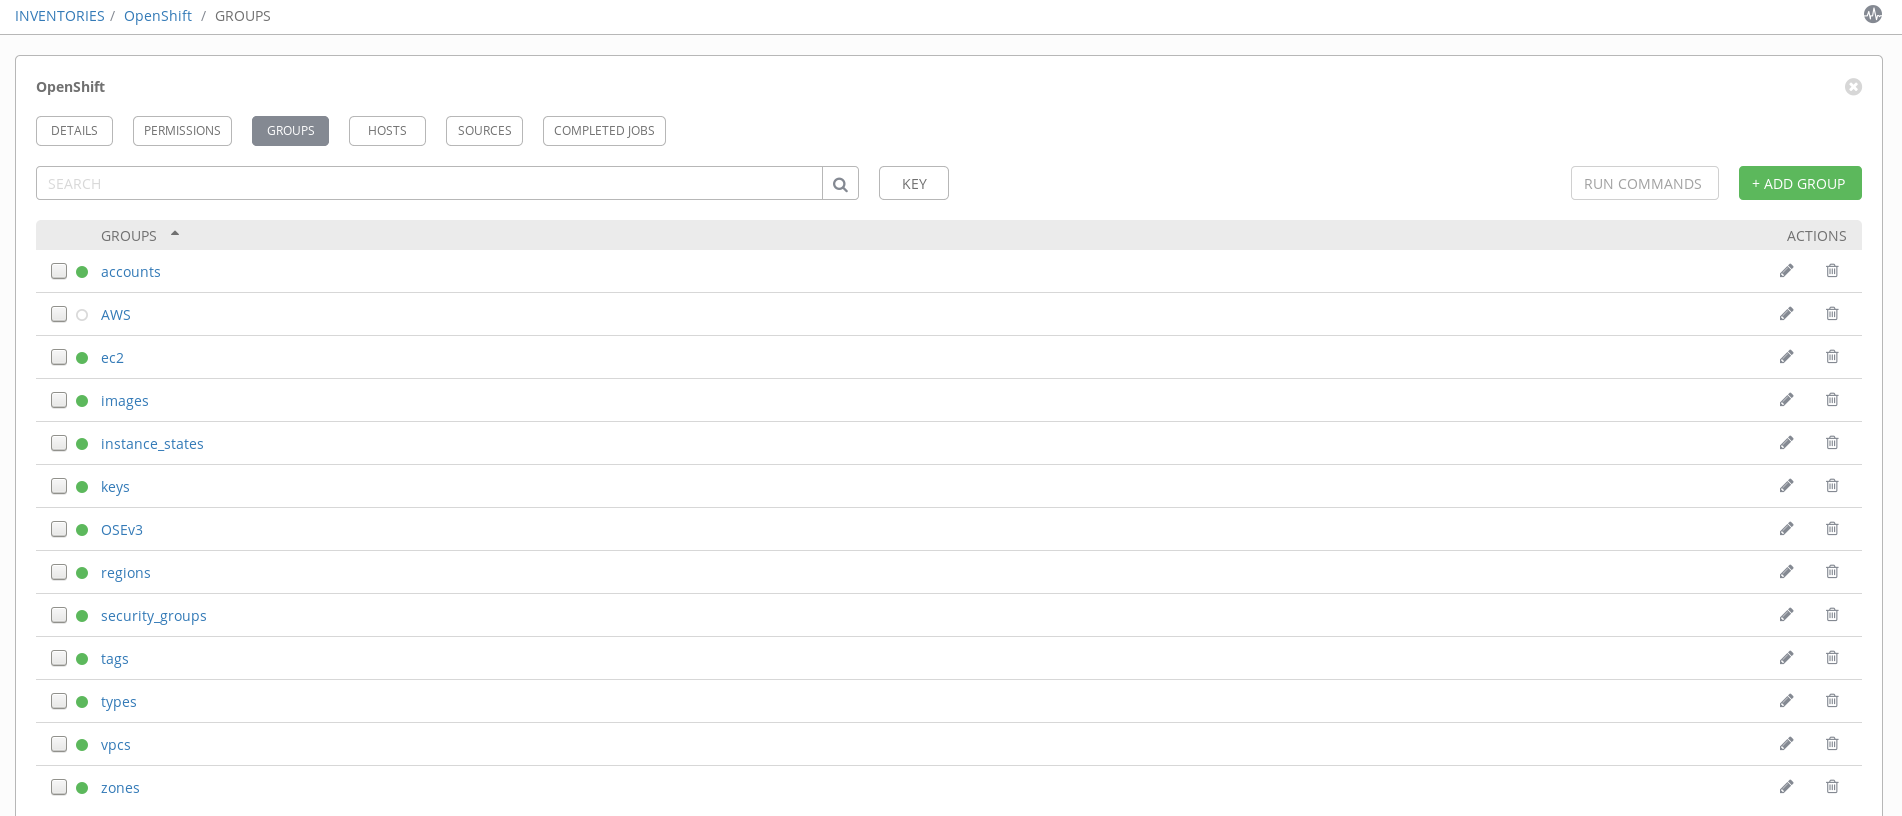 INVENTORIES / OpenShift / GROUPS
OpenShift
DETAILS PERMISSIONS GROUPS HOSTS SOURCES COMPLETED JOBS
SEARCH KEY RUN COMMANDS + ADD GROUP
GROUPS ACTIONS
accounts
AWS
ec2
images
instance_states
keys
OSEv3
regions
security_groups
tags
types
vpcs
zones